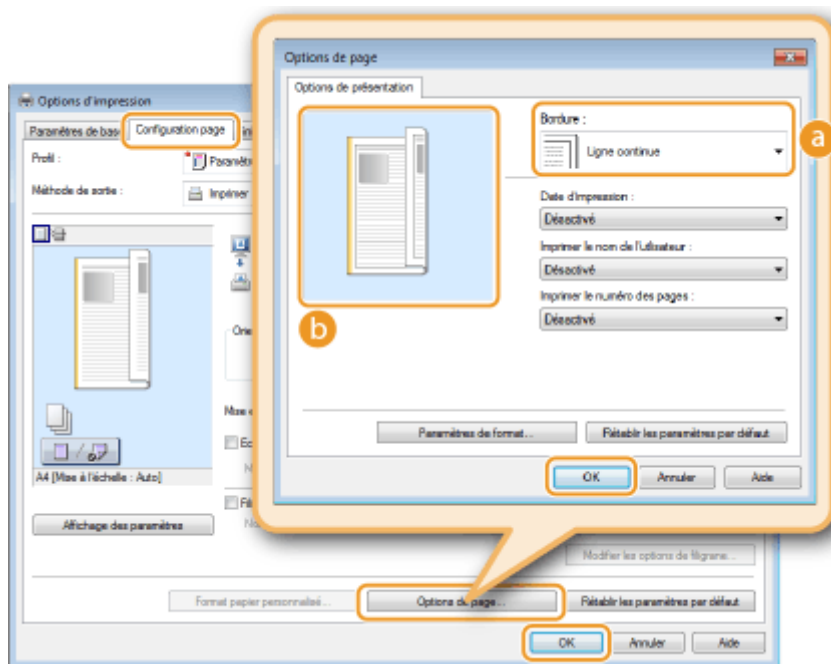 Options de page
Options de présentation
Bordure :
Ligne continue
a
Date d'impression :
Désactivé
Imprimer le nom de l'utilisateur :
Désactivé
Imprimer le numéro des pages :
Désactivé
b
Paramètres de format...
Rétablir les paramètres par défaut
OK
Annuler
Aide
Options d'impression
Paramètres de bas
Configuration page
Profil :
Paramètr
Méthode de sortie :
Imprimer
Orie
Mise e
A4 [Mise à l'échelle : Auto]
Affichage des paramètres
Modifier les options de filigrane...
Format papier personnalisé...
Options de page...
Rétablir les paramètres par défaut
OK
Annuler
Aide